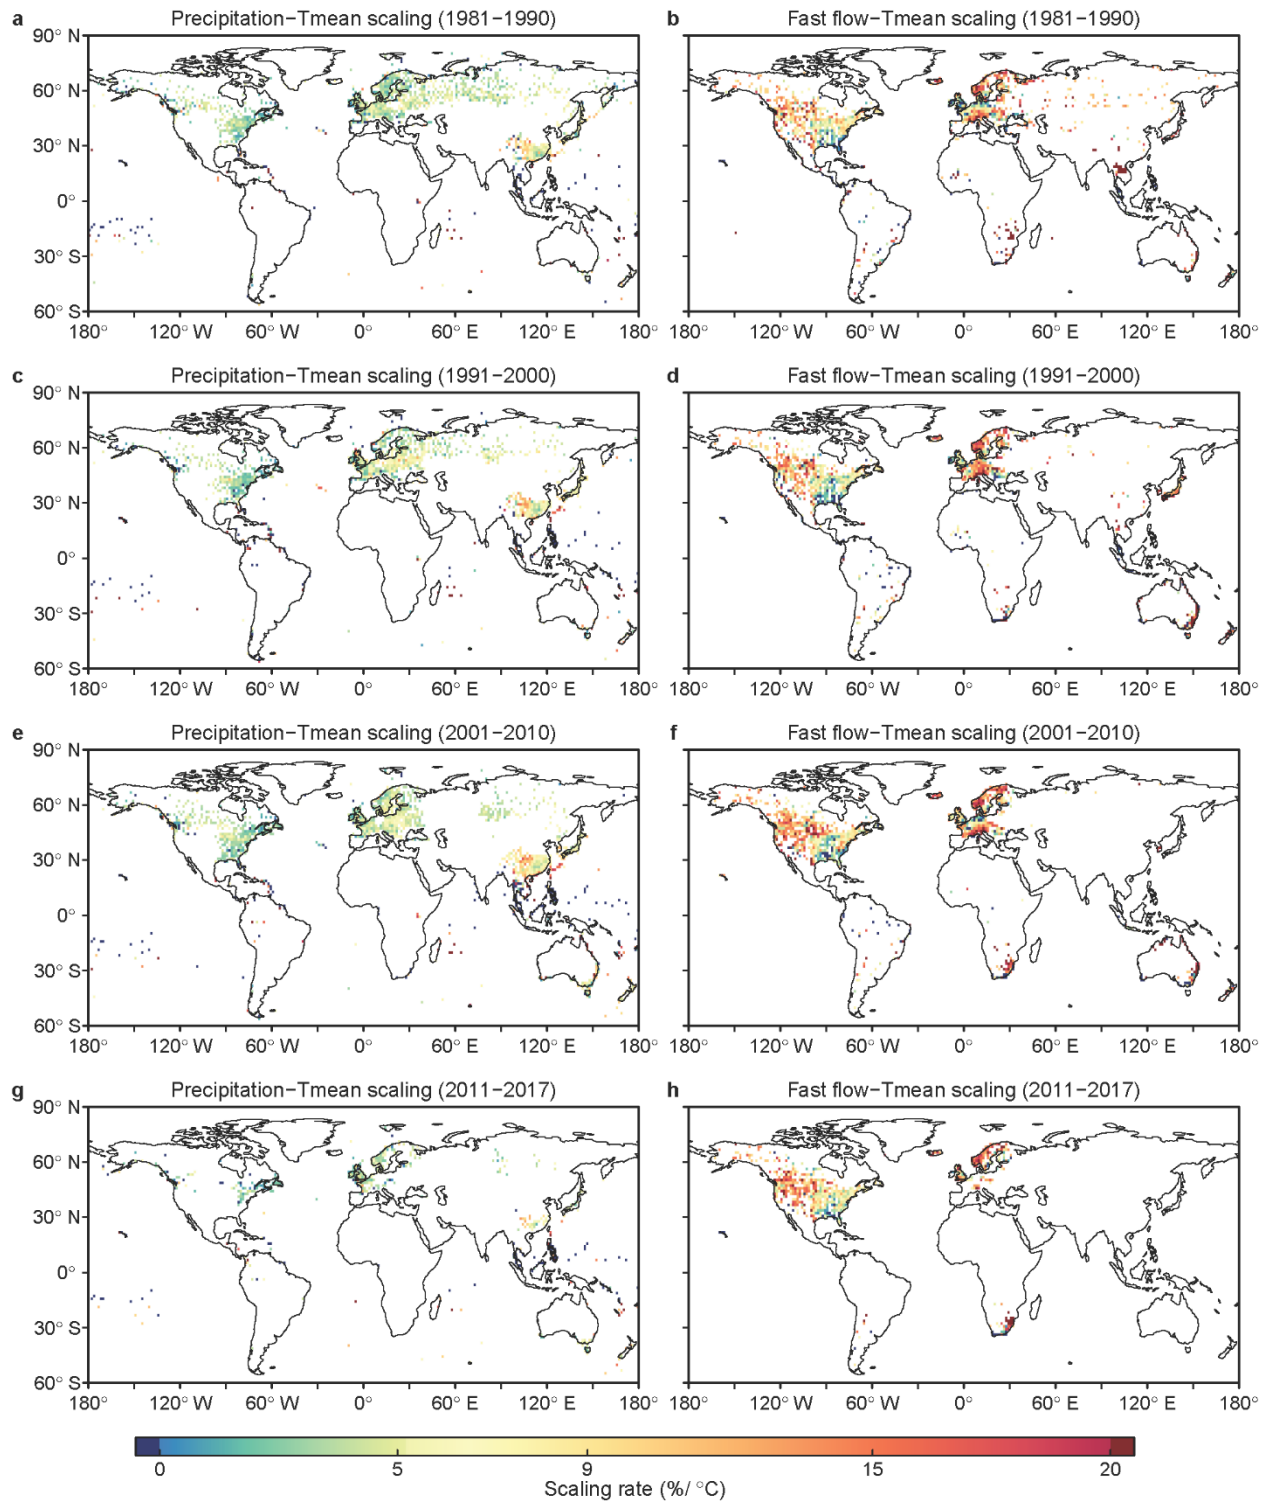 a Precipitation−Tmean scaling (1981−1990)
b Fast flow−Tmean scaling (1981−1990)
90° N
60° N
30° N
0°
30° S
60° S
180° 120° W 60° W 0° 60° E 120° E 180°
180° 120° W 60° W 0° 60° E 120° E 180°
c Precipitation−Tmean scaling (1991−2000)
d Fast flow−Tmean scaling (1991−2000)
90° N
60° N
30° N
0°
30° S
60° S
180° 120° W 60° W 0° 60° E 120° E 180°
180° 120° W 60° W 0° 60° E 120° E 180°
e Precipitation−Tmean scaling (2001−2010)
f Fast flow−Tmean scaling (2001−2010)
90° N
60° N
30° N
0°
30° S
60° S
180° 120° W 60° W 0° 60° E 120° E 180°
180° 120° W 60° W 0° 60° E 120° E 180°
g Precipitation−Tmean scaling (2011−2017)
h Fast flow−Tmean scaling (2011−2017)
90° N
60° N
30° N
0°
30° S
60° S
180° 120° W 60° W 0° 60° E 120° E 180°
180° 120° W 60° W 0° 60° E 120° E 180°
0 5 9 15 20
Scaling rate (%/ °C)